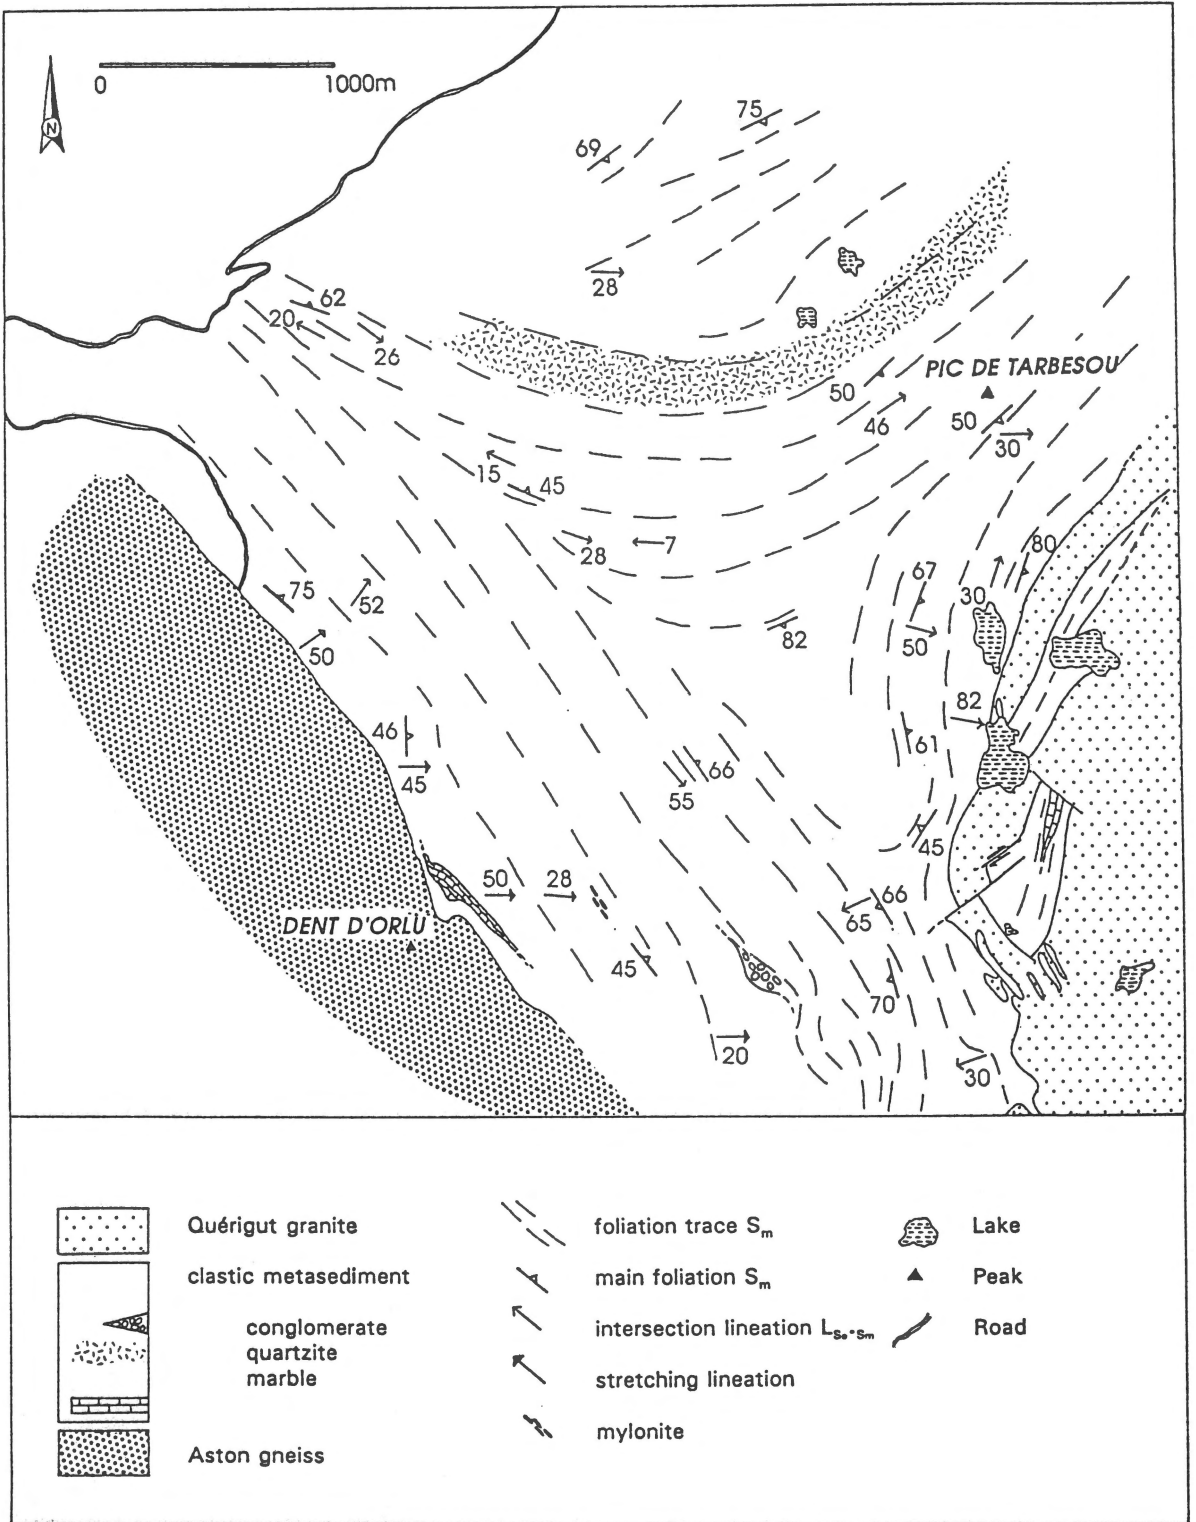 0 1000m
N
75
69
28
62
20
26
PIC DE TARBESOU
50
46
50
30
15
45
28
7
80
67
30
75
52
50
82
50
46
82
61
45
66
55
45
50
28
66
65
DENT D'ORLU
45
70
20
30
Quérigut granite
clastic metasediment
conglomerate
quartzite
marble
Aston gneiss
foliation trace Sm
main foliation Sm
intersection lineation LSo·Sm
stretching lineation
mylonite
Lake
Peak
Road